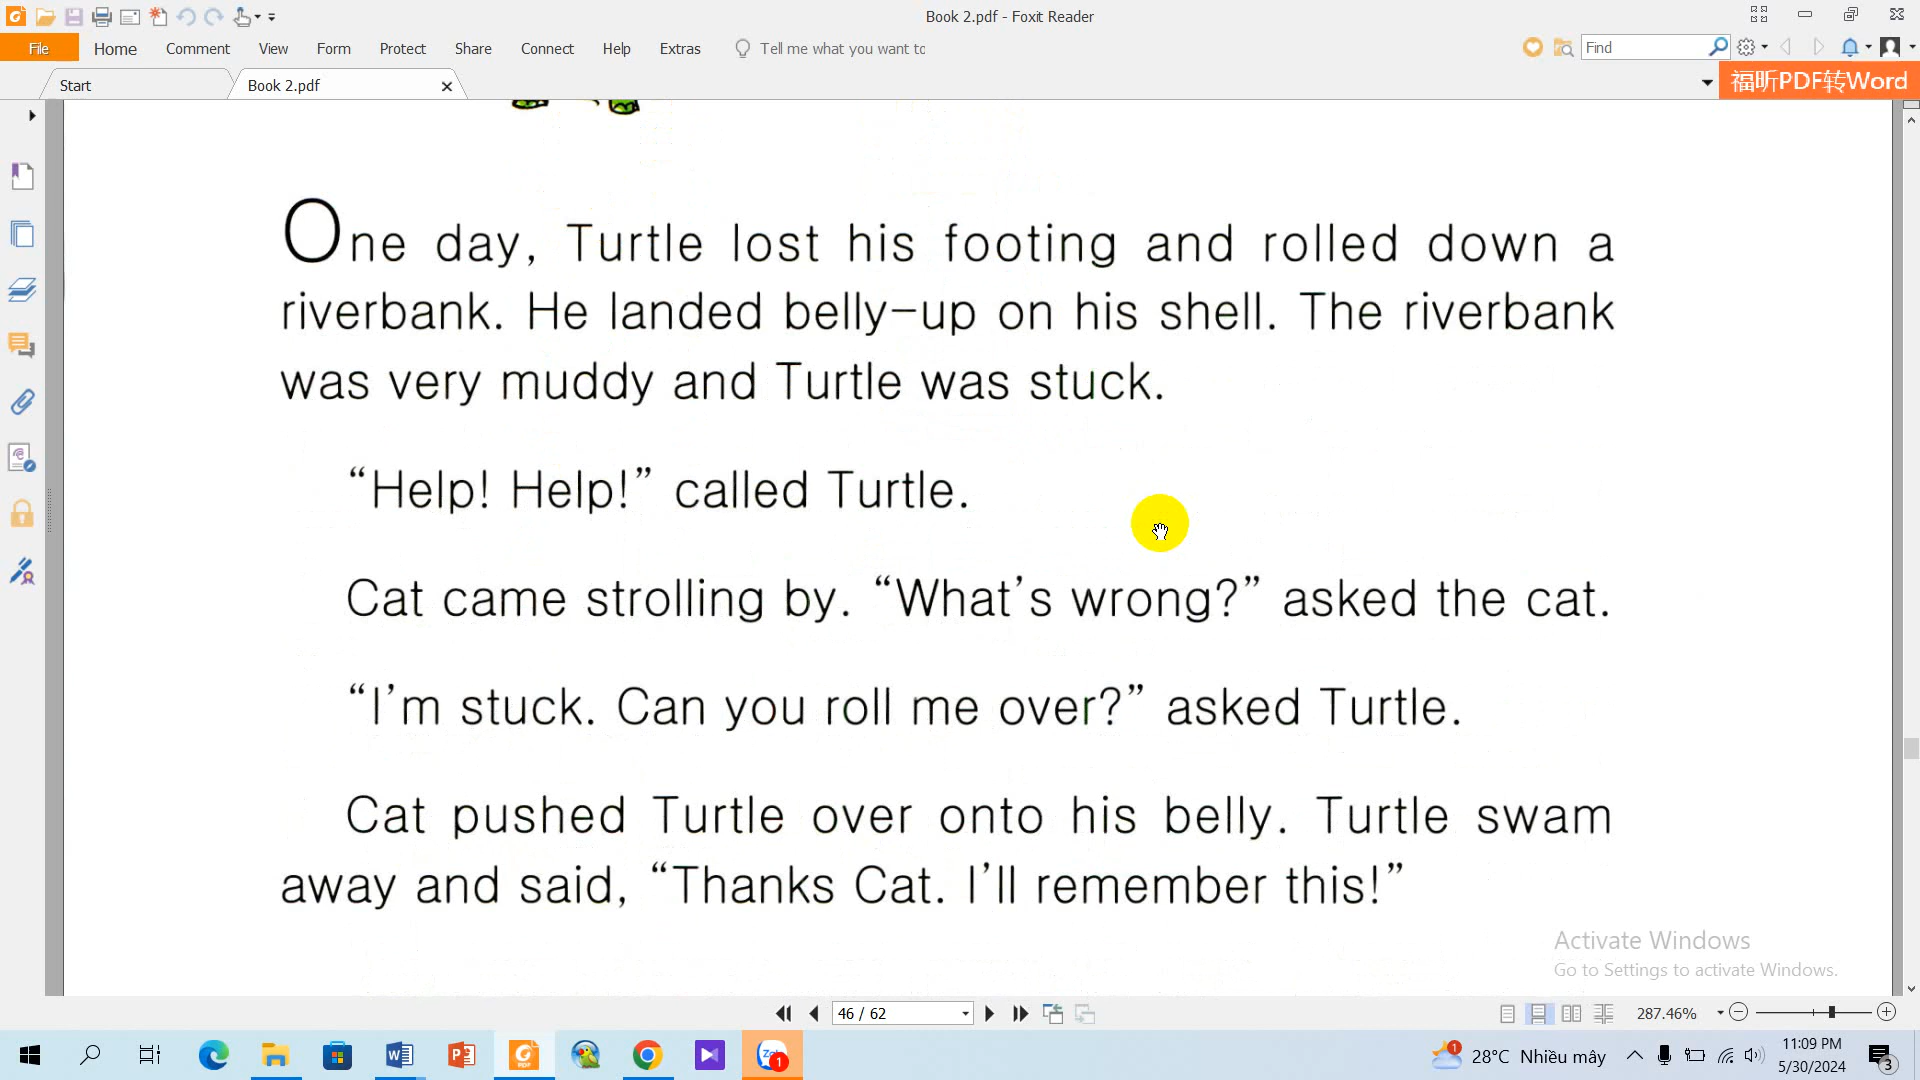 Book 2.pdf - Foxit Reader
File Home Comment View Form Protect Share Connect Help Extras Tell me what you want to Find
Start Book 2.pdf 福昕PDF转Word
One day, Turtle lost his footing and rolled down a
riverbank. He landed belly-up on his shell. The riverbank
was very muddy and Turtle was stuck.
“Help! Help!” called Turtle.
Cat came strolling by. “What’s wrong?” asked the cat.
“I’m stuck. Can you roll me over?” asked Turtle.
Cat pushed Turtle over onto his belly. Turtle swam
away and said, “Thanks Cat. I’ll remember this!”
Activate Windows
Go to Settings to activate Windows.
46 / 62 287.46%
1 1 28°C Nhiều mây 11:09 PM
5/30/2024 3